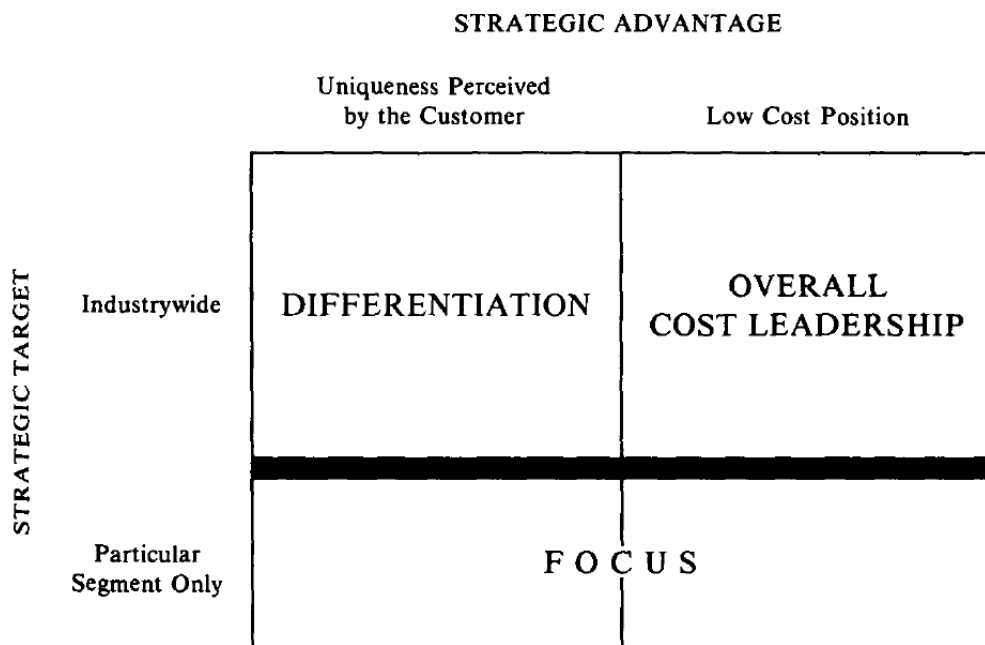 STRATEGIC ADVANTAGE
Uniqueness Perceived
by the Customer
Low Cost Position
STRATEGIC TARGET
Industrywide
DIFFERENTIATION
OVERALL
COST LEADERSHIP
Particular
Segment Only
FOCUS